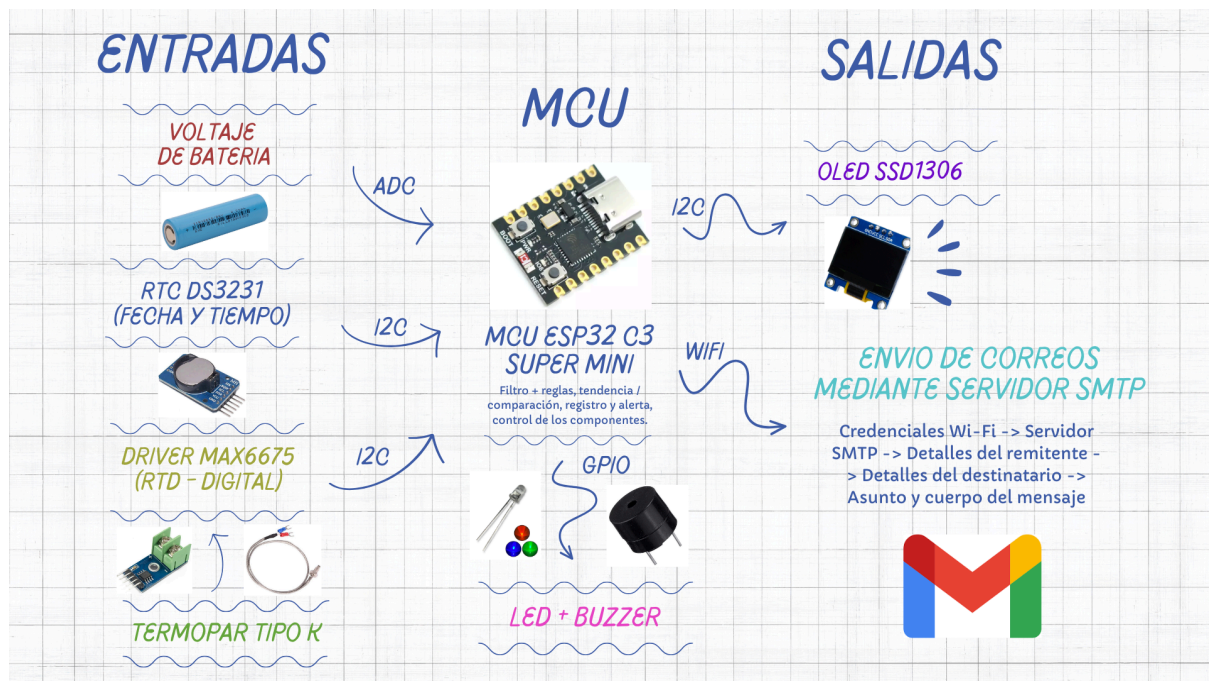 ENTRADAS
VOLTAJE
DE BATERIA
ADC
RTC DS3231
(FECHA Y TIEMPO)
I2C
DRIVER MAX6675
(RTD - DIGITAL)
I2C
TERMOPAR TIPO K
MCU
BOOT
RESET
MCU ESP32 C3
SUPER MINI
Filtro + reglas, tendencia /
comparación, registro y alerta,
control de los componentes.
GPIO
LED + BUZZER
SALIDAS
OLED SSD1306
I2C
WIFI
ENVIO DE CORREOS
MEDIANTE SERVIDOR SMTP
Credenciales Wi-Fi -> Servidor
SMTP -> Detalles del remitente -
> Detalles del destinatario ->
Asunto y cuerpo del mensaje